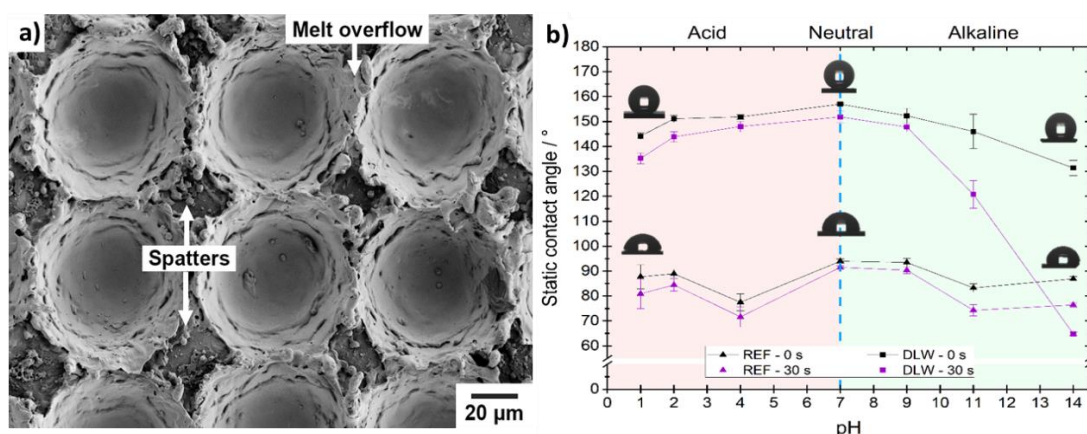 a)
Melt overflow
Spatters
20 µm
b)
Acid Neutral Alkaline
180
170
160
150
140
130
120
110
100
90
80
70
60
0
Static contact angle / °
REF - 0 s DLW - 0 s
REF - 30 s DLW - 30 s
0 1 2 3 4 5 6 7 8 9 10 11 12 13 14
pH